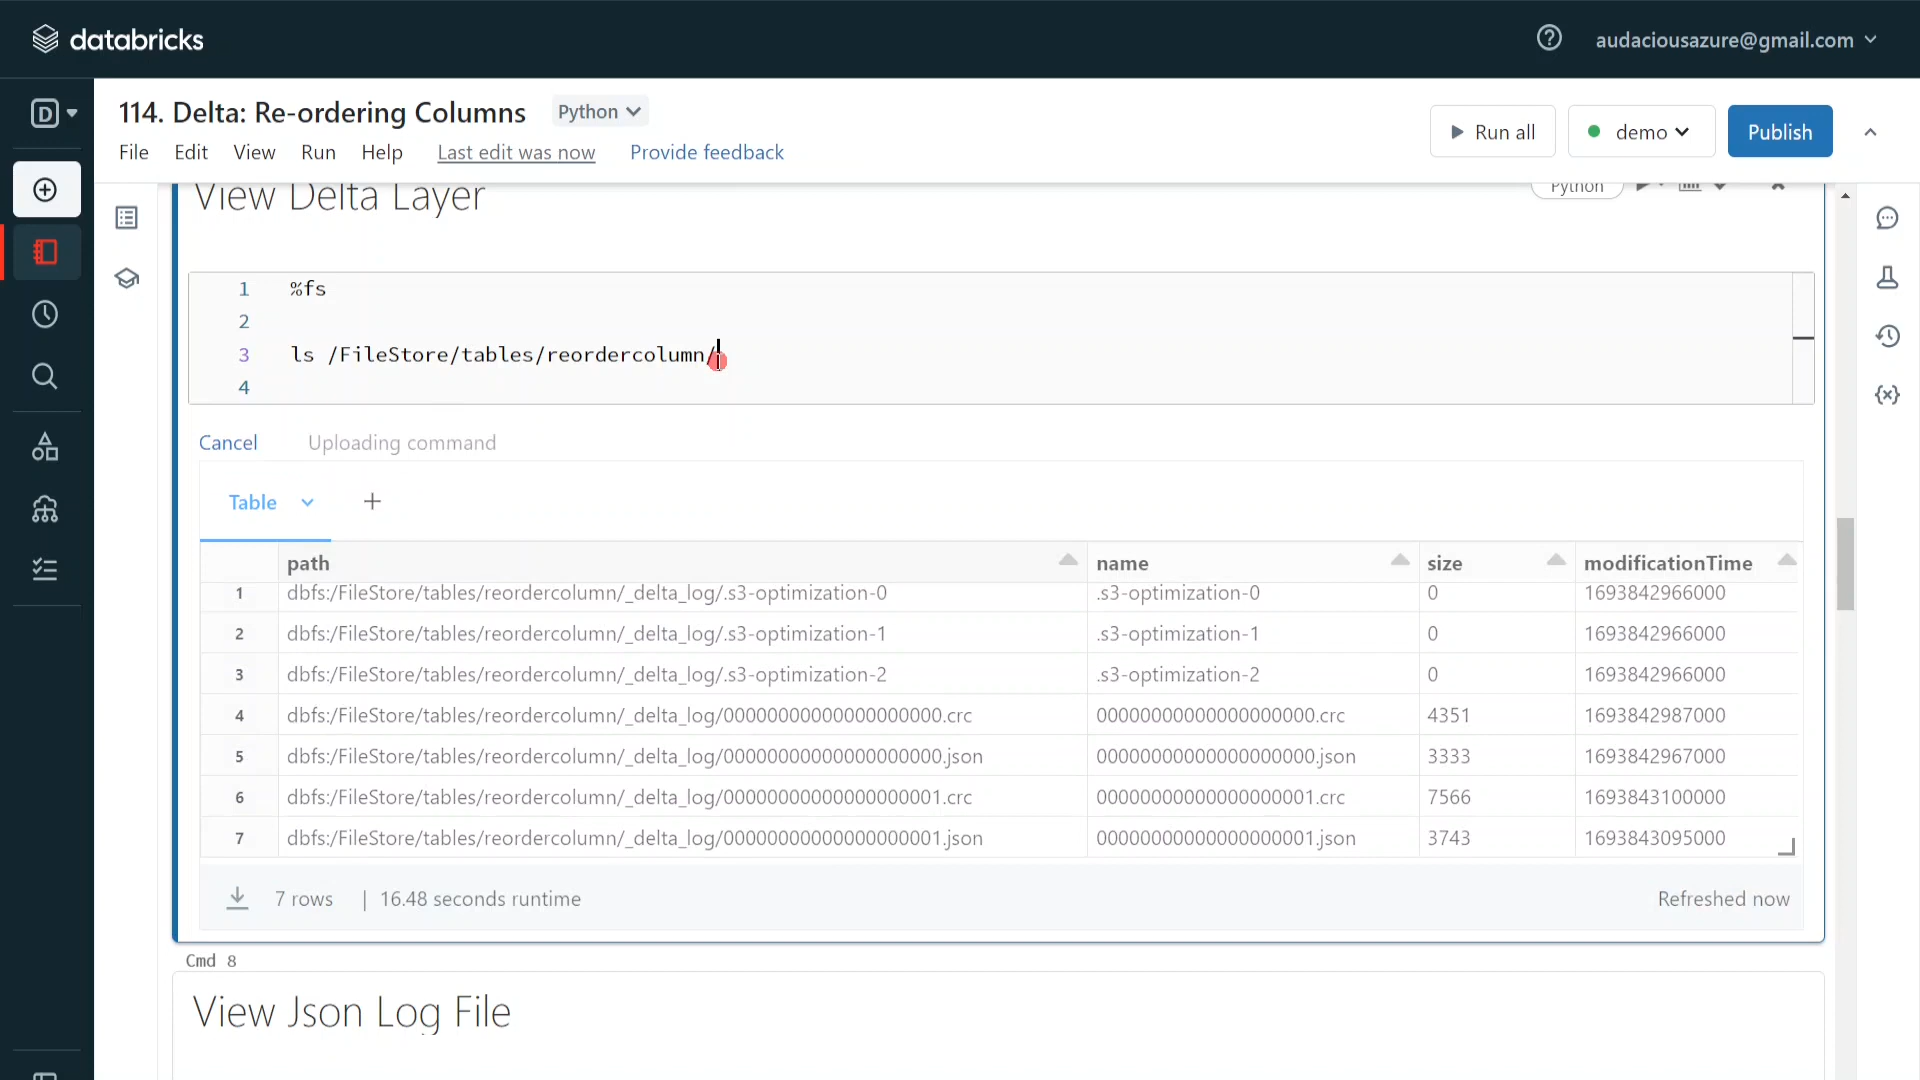 databricks
audaciousazure@gmail.com
D
114. Delta: Re-ordering Columns Python
File Edit View Run Help Last edit was now Provide feedback
Run all demo Publish
View Delta Layer
Python
1 %fs
2
3 ls /FileStore/tables/reordercolumn/
4
Cancel Uploading command
Table +
path name size modificationTime
1 dbfs:/FileStore/tables/reordercolumn/_delta_log/.s3-optimization-0 .s3-optimization-0 0 1693842966000
2 dbfs:/FileStore/tables/reordercolumn/_delta_log/.s3-optimization-1 .s3-optimization-1 0 1693842966000
3 dbfs:/FileStore/tables/reordercolumn/_delta_log/.s3-optimization-2 .s3-optimization-2 0 1693842966000
4 dbfs:/FileStore/tables/reordercolumn/_delta_log/00000000000000000000.crc 00000000000000000000.crc 4351 1693842987000
5 dbfs:/FileStore/tables/reordercolumn/_delta_log/00000000000000000000.json 00000000000000000000.json 3333 1693842967000
6 dbfs:/FileStore/tables/reordercolumn/_delta_log/00000000000000000001.crc 00000000000000000001.crc 7566 1693843100000
7 dbfs:/FileStore/tables/reordercolumn/_delta_log/00000000000000000001.json 00000000000000000001.json 3743 1693843095000
7 rows | 16.48 seconds runtime Refreshed now
Cmd 8
View Json Log File